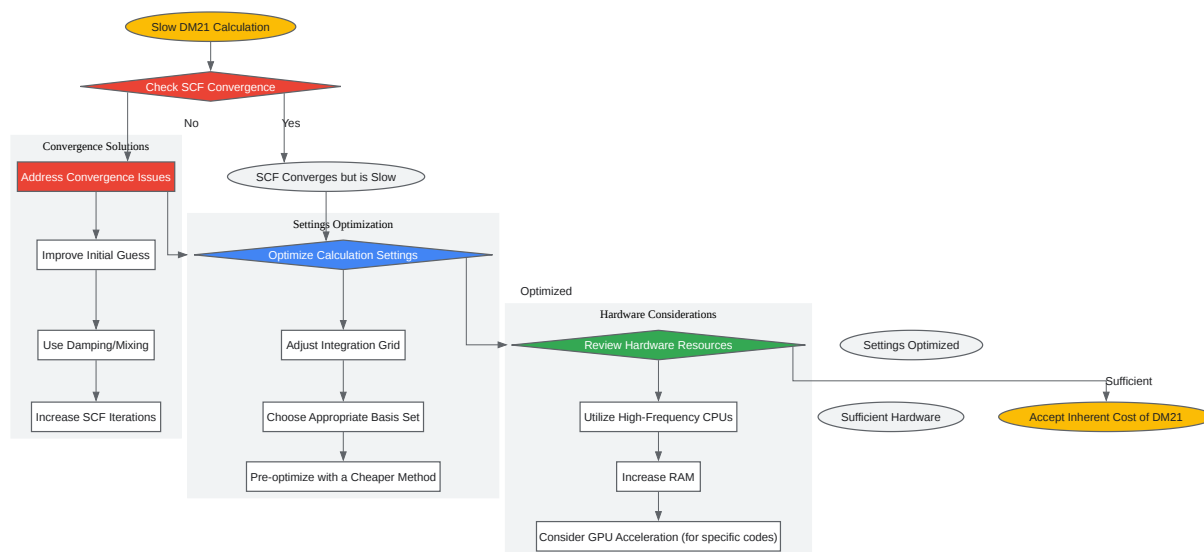 Slow DM21 Calculation
Check SCF Convergence
No
Yes
Convergence Solutions
Address Convergence Issues
SCF Converges but is Slow
Settings Optimization
Improve Initial Guess
Optimize Calculation Settings
Optimized
Hardware Considerations
Use Damping/Mixing
Adjust Integration Grid
Review Hardware Resources
Settings Optimized
Sufficient
Increase SCF Iterations
Choose Appropriate Basis Set
Utilize High-Frequency CPUs
Sufficient Hardware
Accept Inherent Cost of DM21
Pre-optimize with a Cheaper Method
Increase RAM
Consider GPU Acceleration (for specific codes)